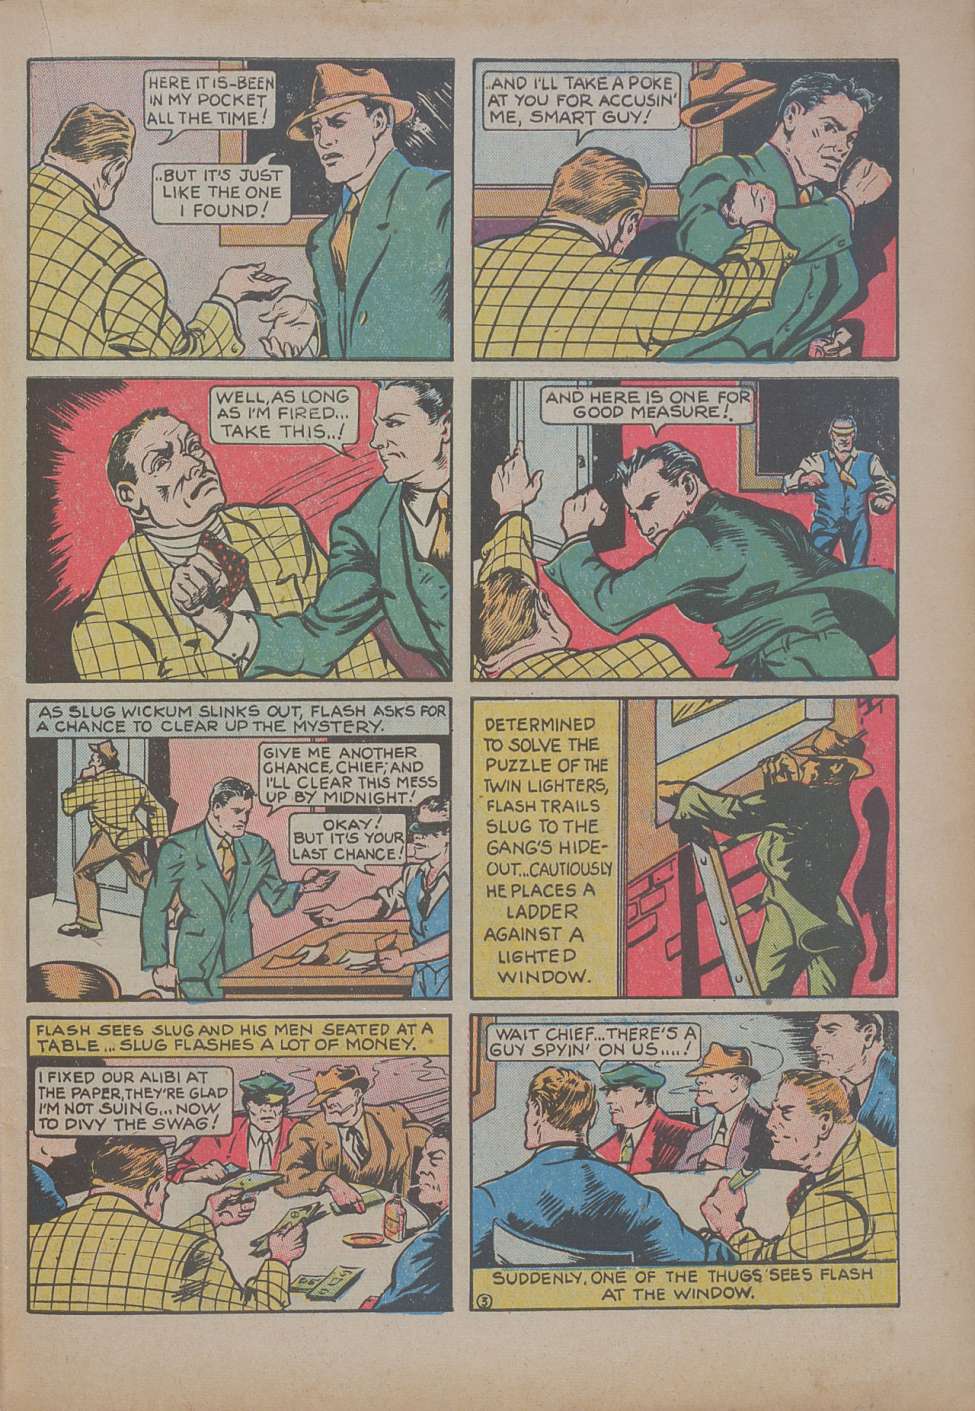 HERE IT IS-BEEN
IN MY POCKET
ALL THE TIME!
..BUT IT'S JUST
LIKE THE ONE
I FOUND!
..AND I'LL TAKE A POKE
AT YOU FOR ACCUSIN'
ME, SMART GUY!
WELL, AS LONG
AS I'M FIRED...
TAKE THIS..!
AND HERE IS ONE FOR
GOOD MEASURE!
AS SLUG WICKUM SLINKS OUT, FLASH ASKS FOR
A CHANCE TO CLEAR UP THE MYSTERY.
GIVE ME ANOTHER
CHANCE, CHIEF, AND
I'LL CLEAR THIS MESS
UP BY MIDNIGHT!
OKAY!
BUT IT'S YOUR
LAST CHANCE!
DETERMINED
TO SOLVE THE
PUZZLE OF THE
TWIN LIGHTERS,
FLASH TRAILS
SLUG TO THE
GANG'S HIDE-
OUT...CAUTIOUSLY
HE PLACES A
LADDER
AGAINST A
LIGHTED
WINDOW.
FLASH SEES SLUG AND HIS MEN SEATED AT A
TABLE... SLUG FLASHES A LOT OF MONEY.
I FIXED OUR ALIBI AT
THE PAPER, THEY'RE GLAD
I'M NOT SUING... NOW
TO DIVY THE SWAG!
WAIT CHIEF...THERE'S A
GUY SPYIN' ON US.....!
SUDDENLY, ONE OF THE THUGS SEES FLASH
AT THE WINDOW.
3